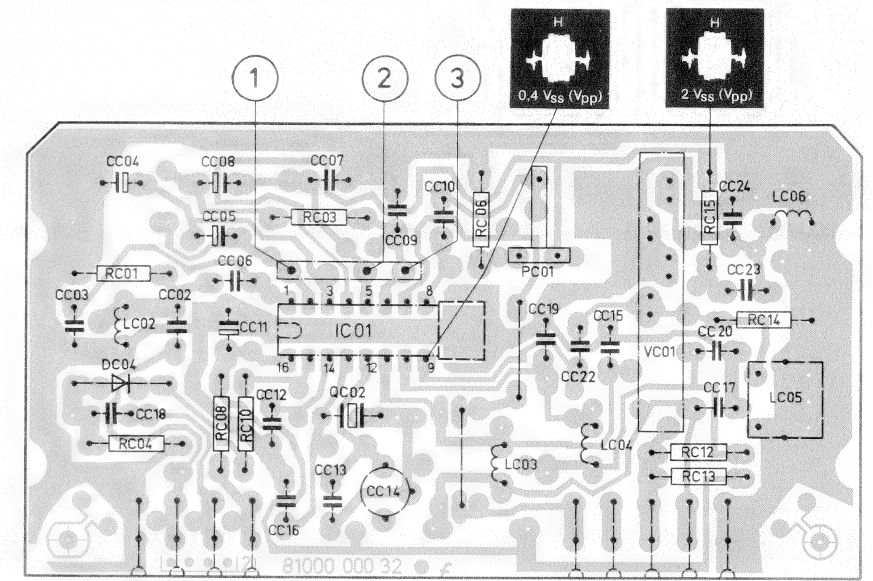 H
H
0,4 Vss (Vpp)
2 Vss (Vpp)
1
2
3
CC04
CC08
CC07
CC10
CC24
LC06
RC03
CC09
RC06
RC15
CC05
RC01
CC06
PC01
CC23
CC03
CC02
1
3
5
8
LC02
CC11
IC01
CC19
CC15
RC14
VC01
CC20
16
14
12
9
CC22
DC04
CC17
LC05
CC18
RC08
RC10
CC12
QC02
RC04
LC04
RC12
CC13
LC03
RC13
CC14
CC16
81000 000 32